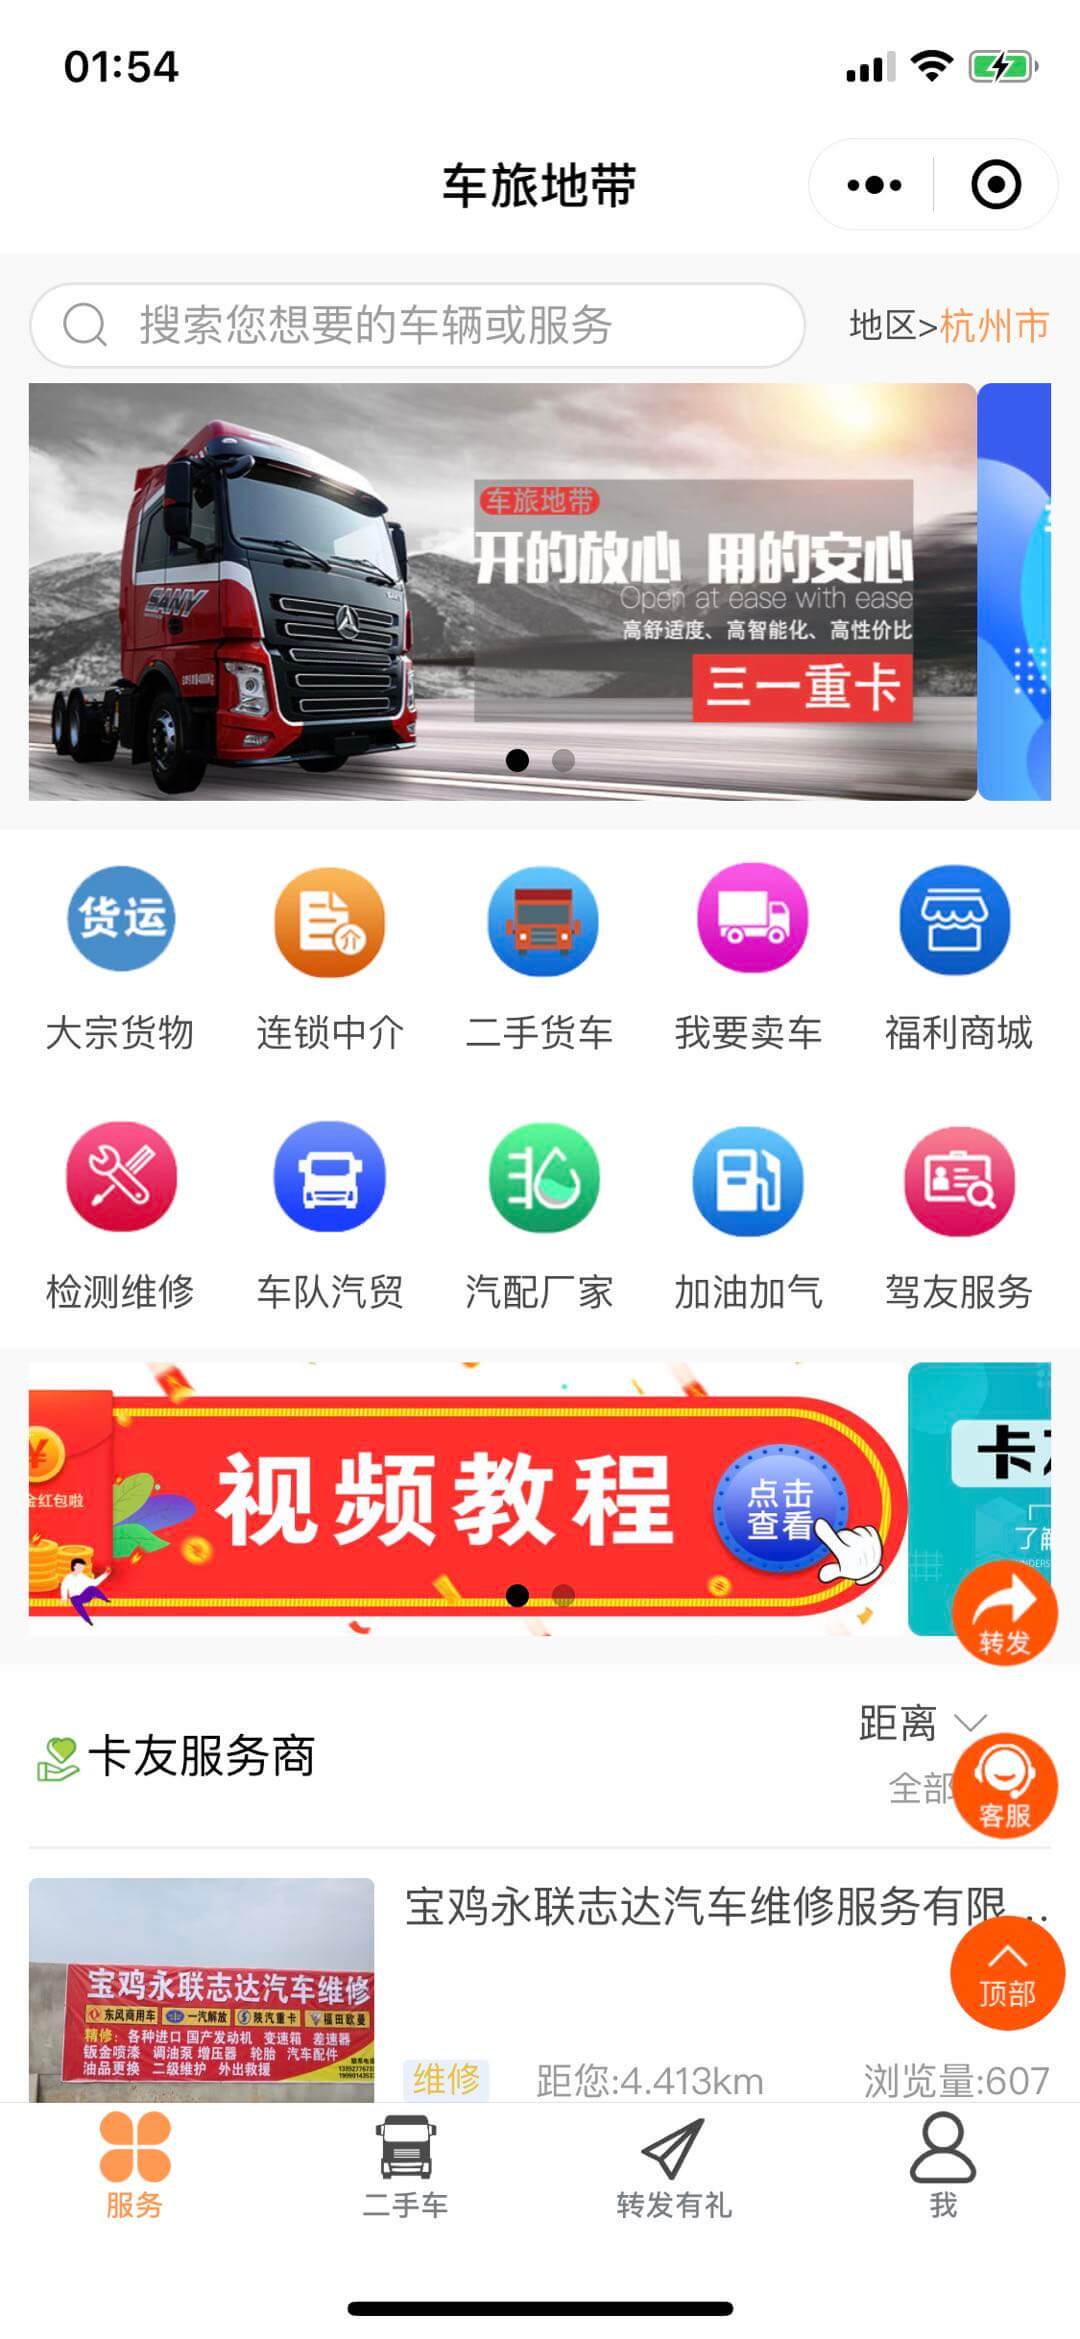 01:54
车旅地带
搜索您想要的车辆或服务
地区>杭州市
车旅地带
开的放心 用的安心
Open at ease with ease
高舒适度、高智能化、高性价比
三一重卡
SANY
货运
介
大宗货物
连锁中介
二手货车
我要卖车
福利商城
检测维修
车队汽贸
汽配厂家
加油加气
驾友服务
¥
金红包啦
视频教程
点击
查看
卡
了解
转发
卡友服务商
距离
全部
客服
宝鸡永联志达汽车维修服务有限...
顶部
宝鸡永联志达汽车维修
东风商用车 一汽解放 陕汽重卡 福田欧曼
精修：各种进口 国产发动机 变速箱 差速器
钣金喷漆 调油泵 增压器 轮胎 汽车配件
油品更换 二级维护 外出救援
维修
距您:4.413km
浏览量:607
服务
二手车
转发有礼
我